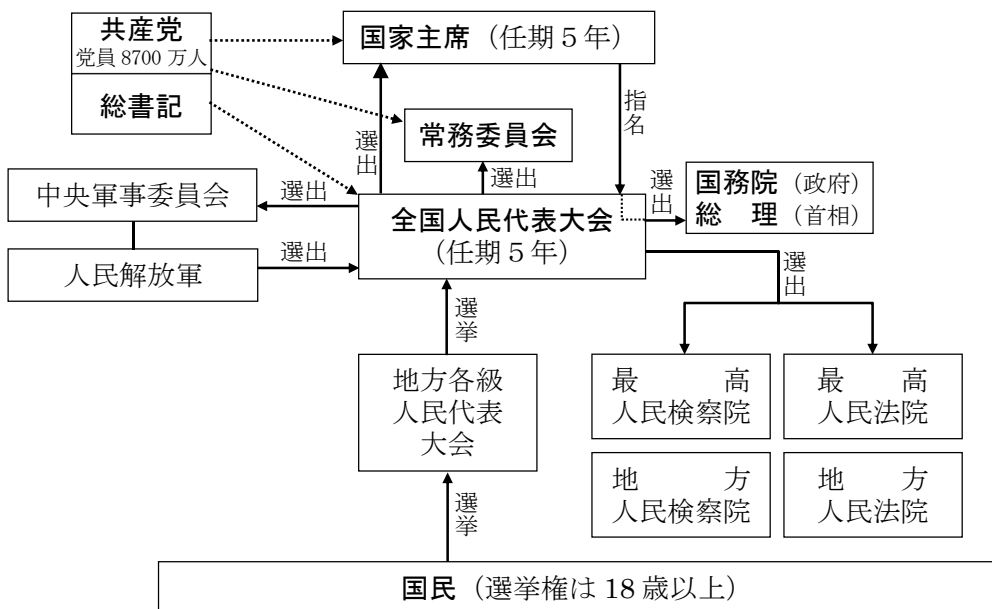 共産党
党員 8700 万人
総書記
国家主席（任期 5 年）
指名
選出
常務委員会
選出
中央軍事委員会
選出
全国人民代表大会
（任期 5 年）
選出
国務院（政府）
総　理（首相）
人民解放軍
選出
選出
選挙
地方各級
人民代表
大会
最　　高
人民検察院
最　　高
人民法院
地　　方
人民検察院
地　　方
人民法院
選挙
国民（選挙権は 18 歳以上）